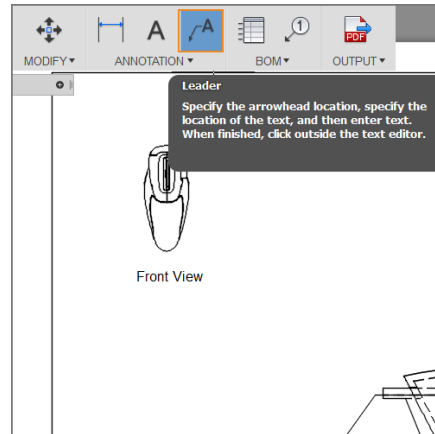 A A
1
PDF
MODIFY▾ ANNOTATION ▾ BOM▾ OUTPUT ▾
Leader
Specify the arrowhead location, specify the
location of the text, and then enter text.
When finished, click outside the text editor.
Front View